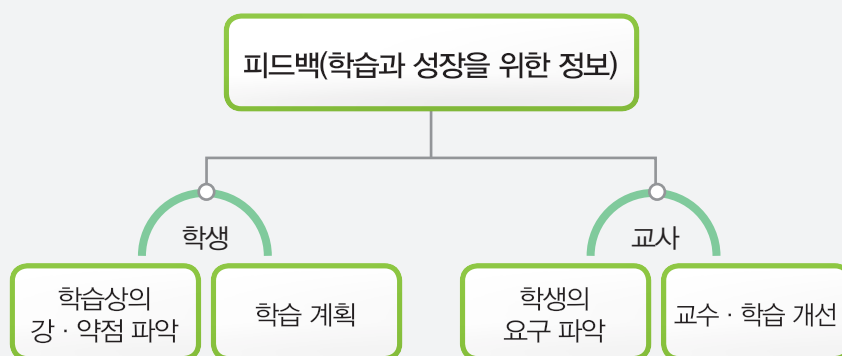 피드백(학습과 성장을 위한 정보)
학생
교사
학습상의
강 · 약점 파악
학습 계획
학생의
요구 파악
교수 · 학습 개선